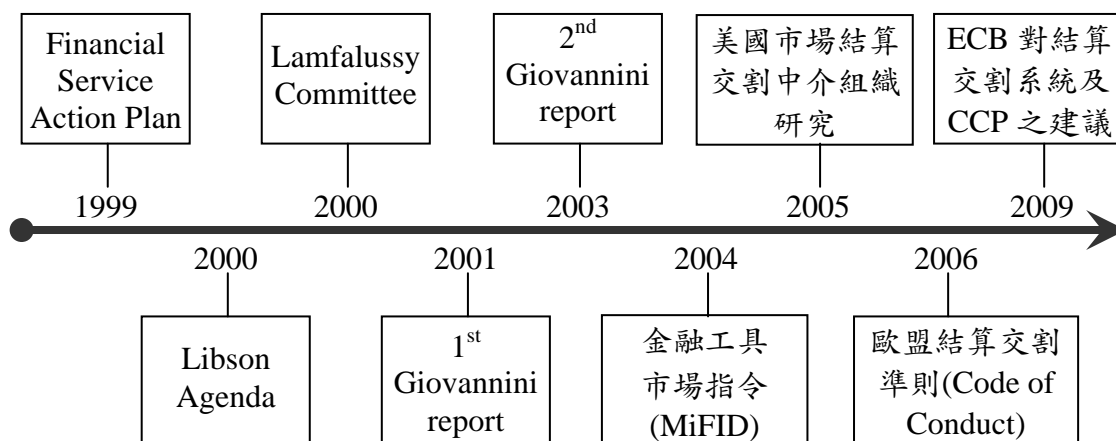 Financial
Service
Action Plan
Lamfalussy
Committee
2nd
Giovannini
report
美國市場結算
交割中介組織
研究
ECB 對結算
交割系統及
CCP 之建議
1999
2000
2003
2005
2009
2000
2001
2004
2006
Libson
Agenda
1st
Giovannini
report
金融工具
市場指令
(MiFID)
歐盟結算交割
準則(Code of
Conduct)